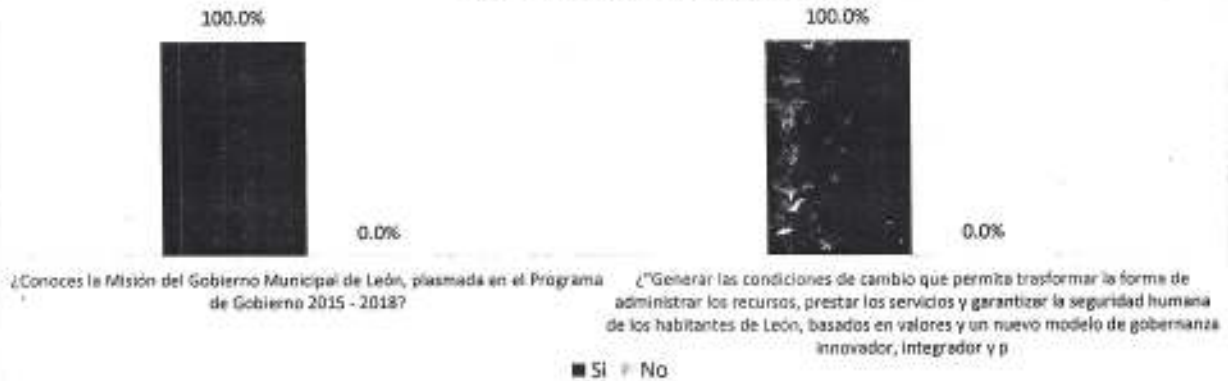 100.0%
100.0%
0.0%
0.0%
¿Conoces la Misión del Gobierno Municipal de León, plasmada en el Programa
de Gobierno 2015 - 2018?
¿"Generar las condiciones de cambio que permita trasformar la forma de
administrar los recursos, prestar los servicios y garantizar la seguridad humana
de los habitantes de León, basados en valores y un nuevo modelo de gobernanza
innovador, integrador y p
Si No